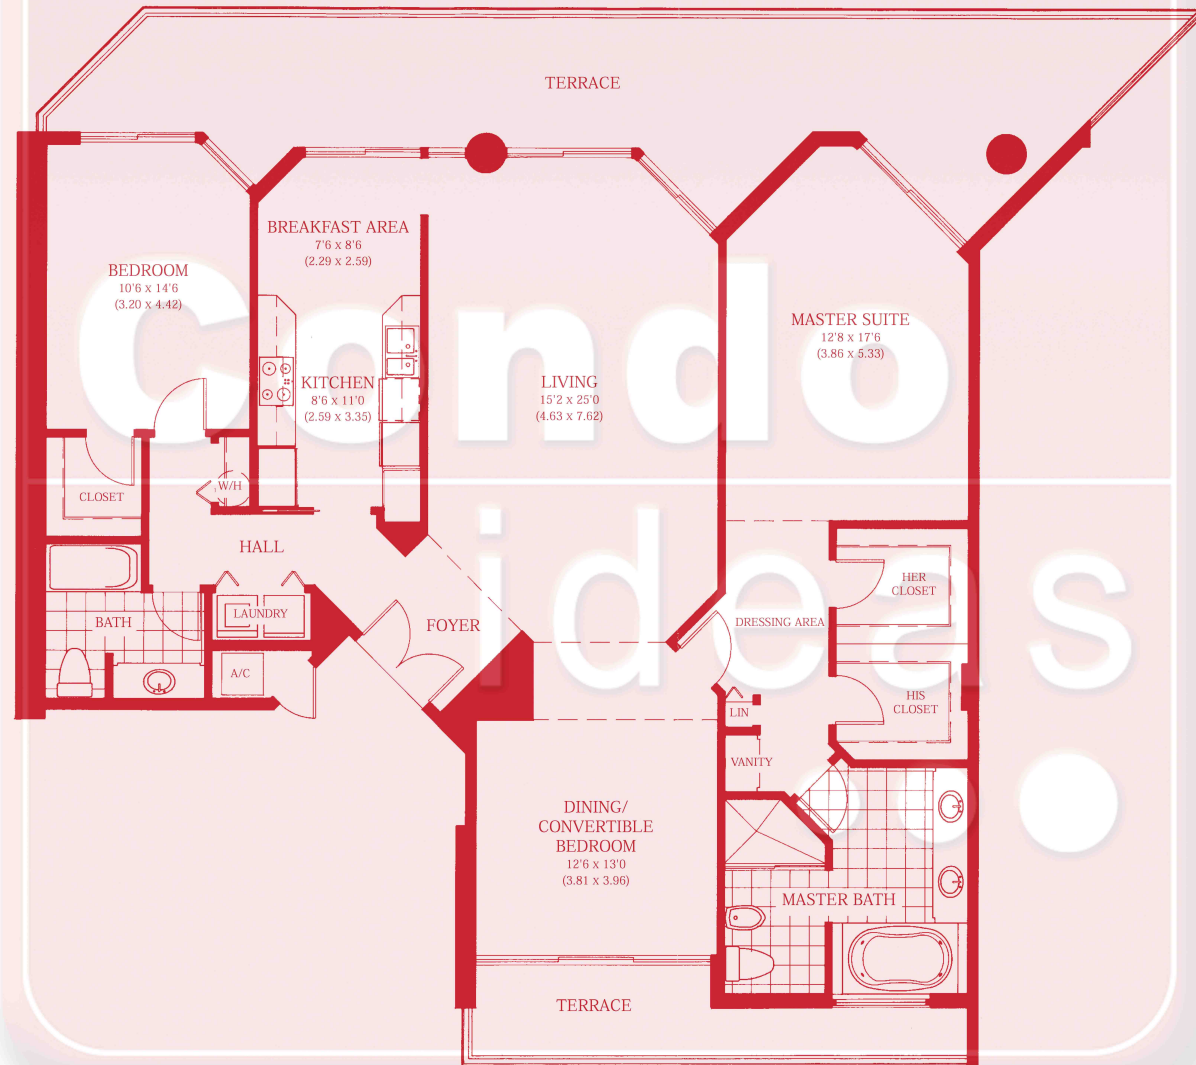 TERRACE
BREAKFAST AREA
7'6 x 8'6
(2.29 x 2.59)
BEDROOM
10'6 x 14'6
(3.20 x 4.42)
MASTER SUITE
12'8 x 17'6
(3.86 x 5.33)
KITCHEN
8'6 x 11'0
(2.59 x 3.35)
LIVING
15'2 x 25'0
(4.63 x 7.62)
Condo
ideas
CLOSET
W/H
HALL
HER
CLOSET
LAUNDRY
BATH
FOYER
DRESSING AREA
A/C
HIS
CLOSET
LIN
VANITY
DINING/
CONVERTIBLE
BEDROOM
12'6 x 13'0
(3.81 x 3.96)
MASTER BATH
TERRACE